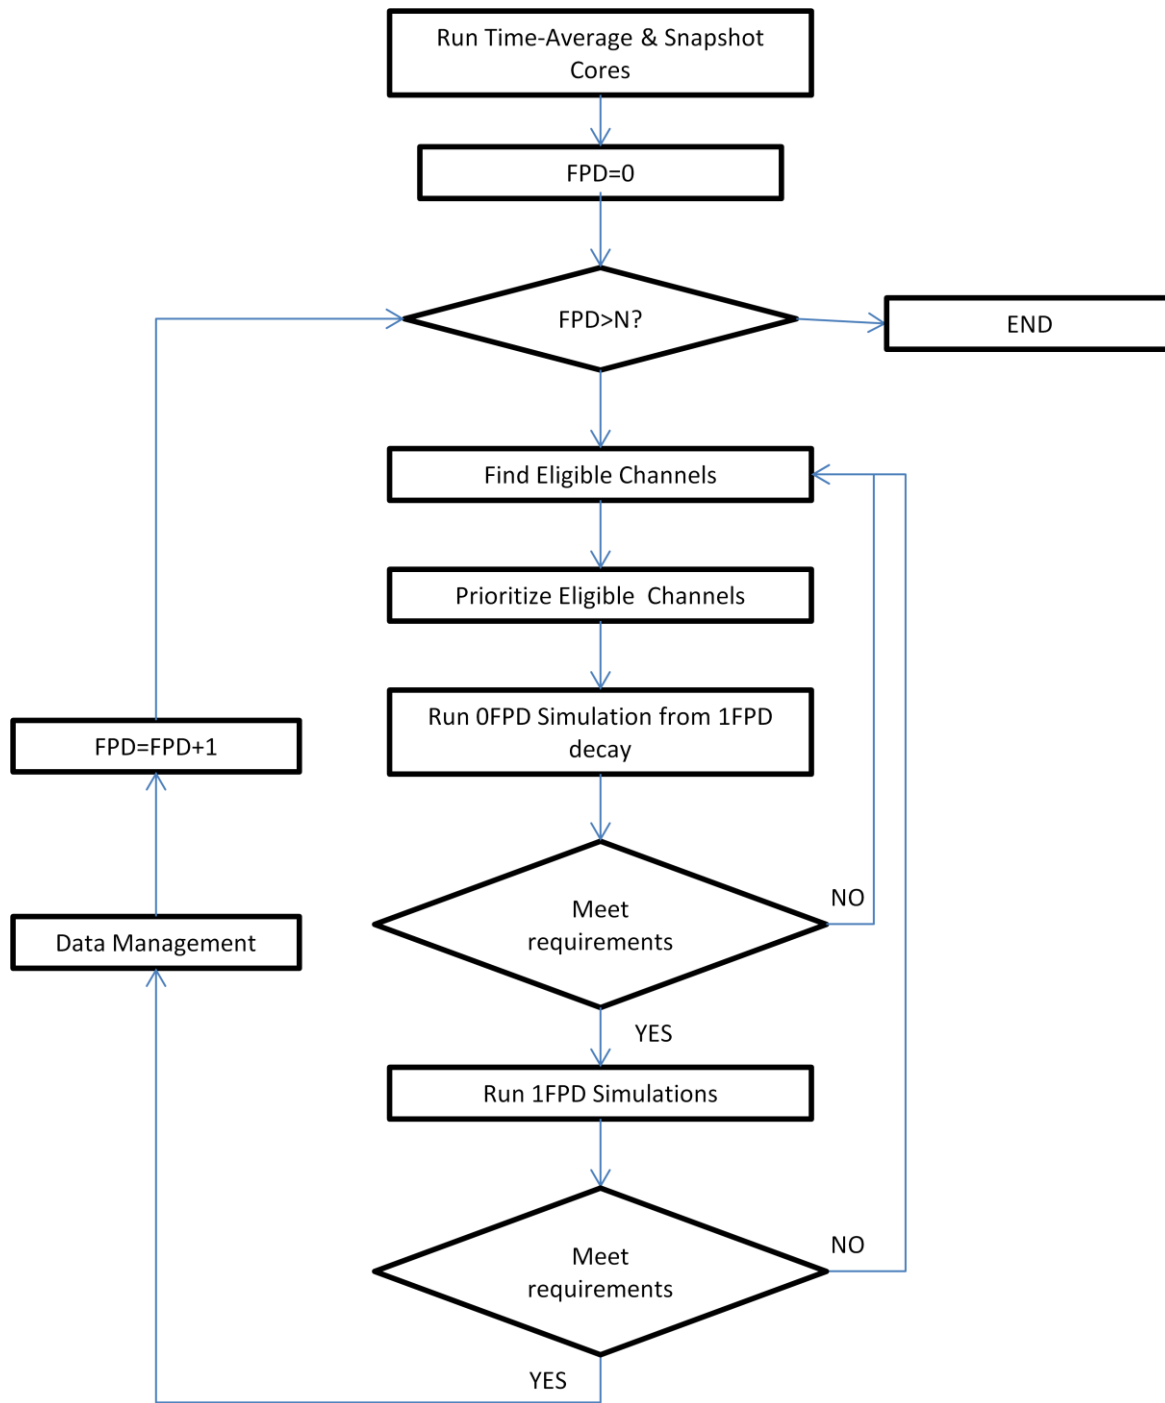 Run Time-Average & Snapshot
Cores
FPD=0
FPD>N?
END
Find Eligible Channels
Prioritize Eligible  Channels
Run 0FPD Simulation from 1FPD
decay
FPD=FPD+1
Meet
requirements
NO
Data Management
YES
Run 1FPD Simulations
Meet
requirements
NO
YES